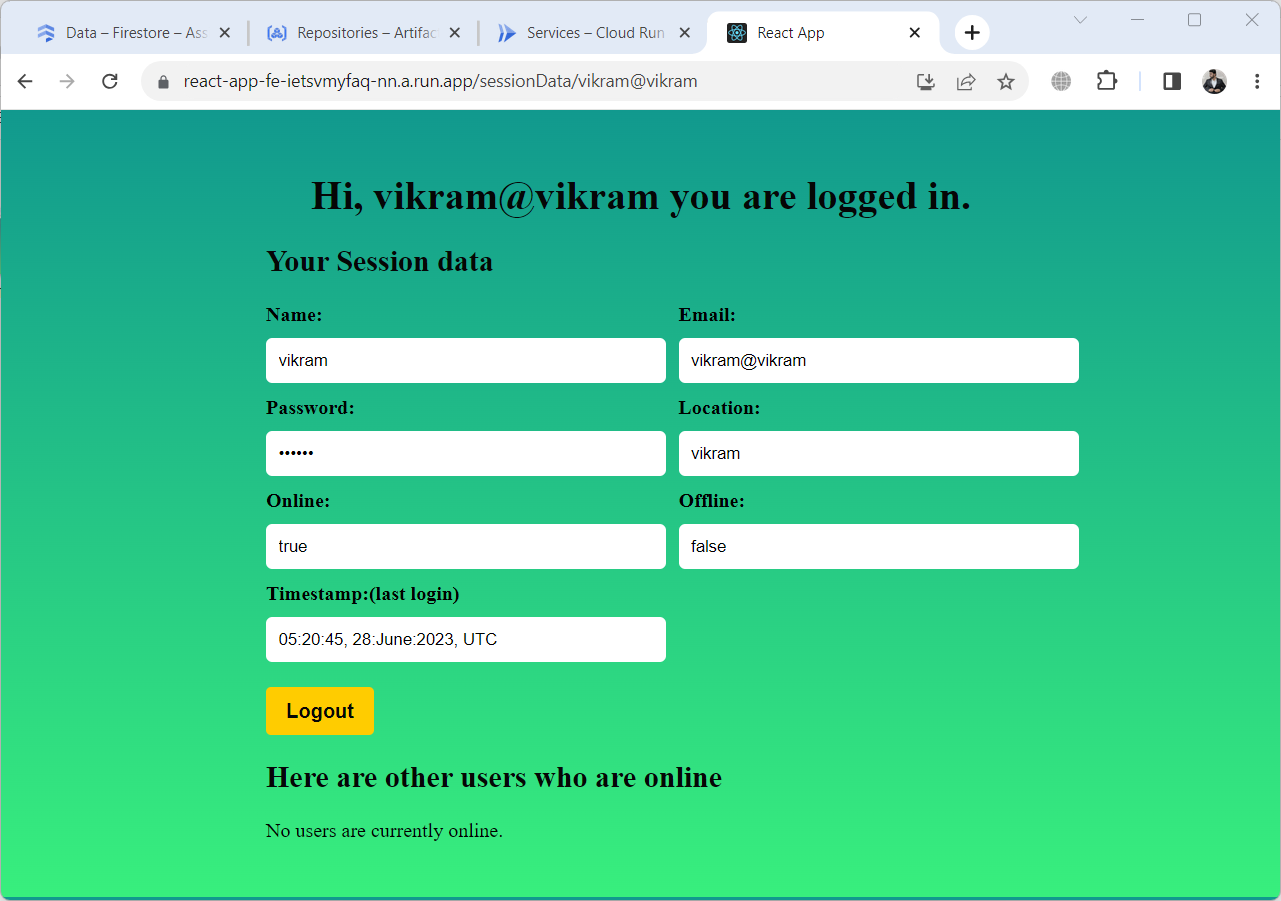 Data – Firestore – Ass
Repositories – Artifac
Services – Cloud Run
React App
react-app-fe-ietsvmyfaq-nn.a.run.app/sessionData/vikram@vikram
Hi, vikram@vikram you are logged in.
Your Session data
Name: Email:
vikram vikram@vikram
Password: Location:
•••••• vikram
Online: Offline:
true false
Timestamp:(last login)
05:20:45, 28:June:2023, UTC
Logout
Here are other users who are online
No users are currently online.